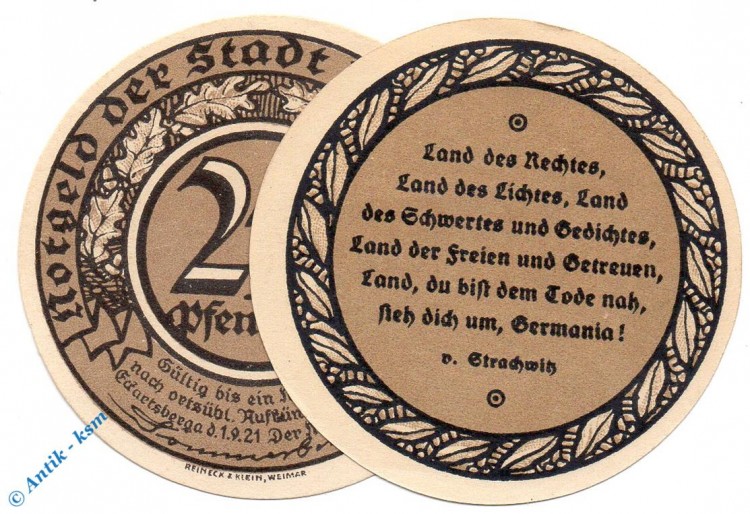 Notgeld der Stadt
2
Pfen
Gültig bis ein
nach ortsübl. Aufkün
Eckartsberga d. 1.9.21 Der
REINECK & KLEIN, WEIMAR
Land des Rechtes,
Land des Lichtes, Land
des Schwertes und Gedichtes,
Land der Freien und Getreuen,
Land, du bist dem Tode nah,
sieh dich um, Germania!
v. Strachwitz
© Antik - ksm